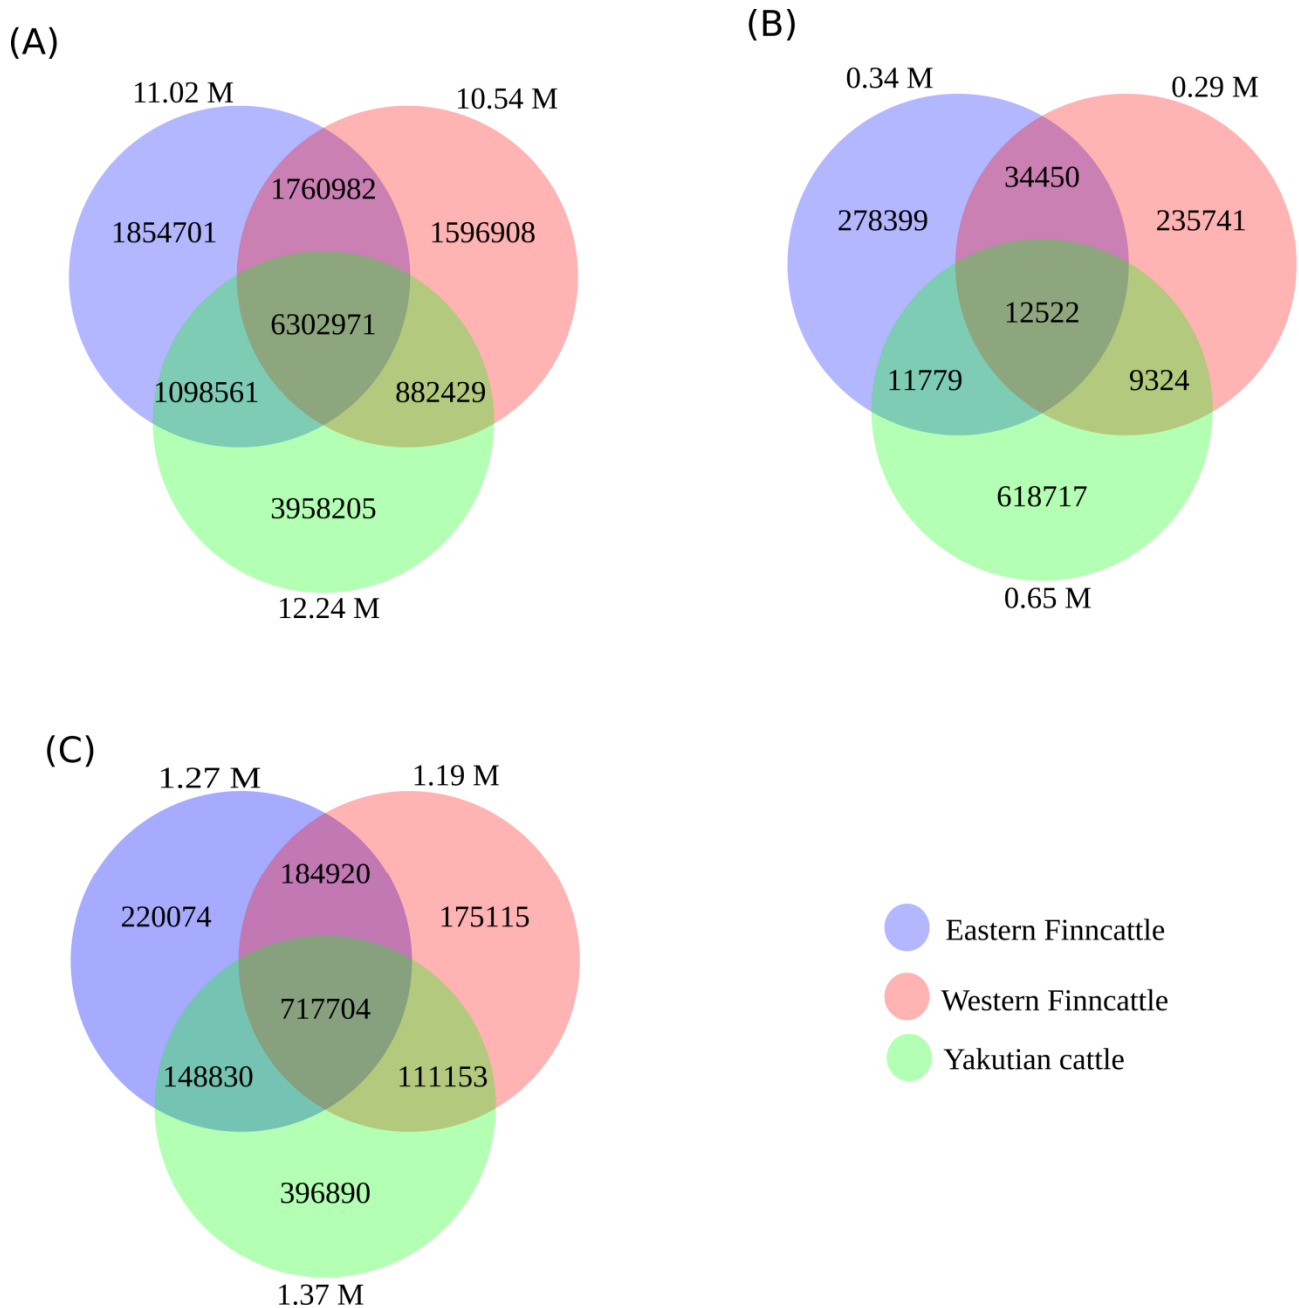 (A)
11.02 M
10.54 M
1760982
1854701
1596908
6302971
1098561
882429
3958205
12.24 M
(B)
0.34 M
0.29 M
34450
278399
235741
12522
11779
9324
618717
0.65 M
(C)
1.27 M
1.19 M
184920
220074
175115
717704
148830
111153
396890
1.37 M
Eastern Finncattle
Western Finncattle
Yakutian cattle